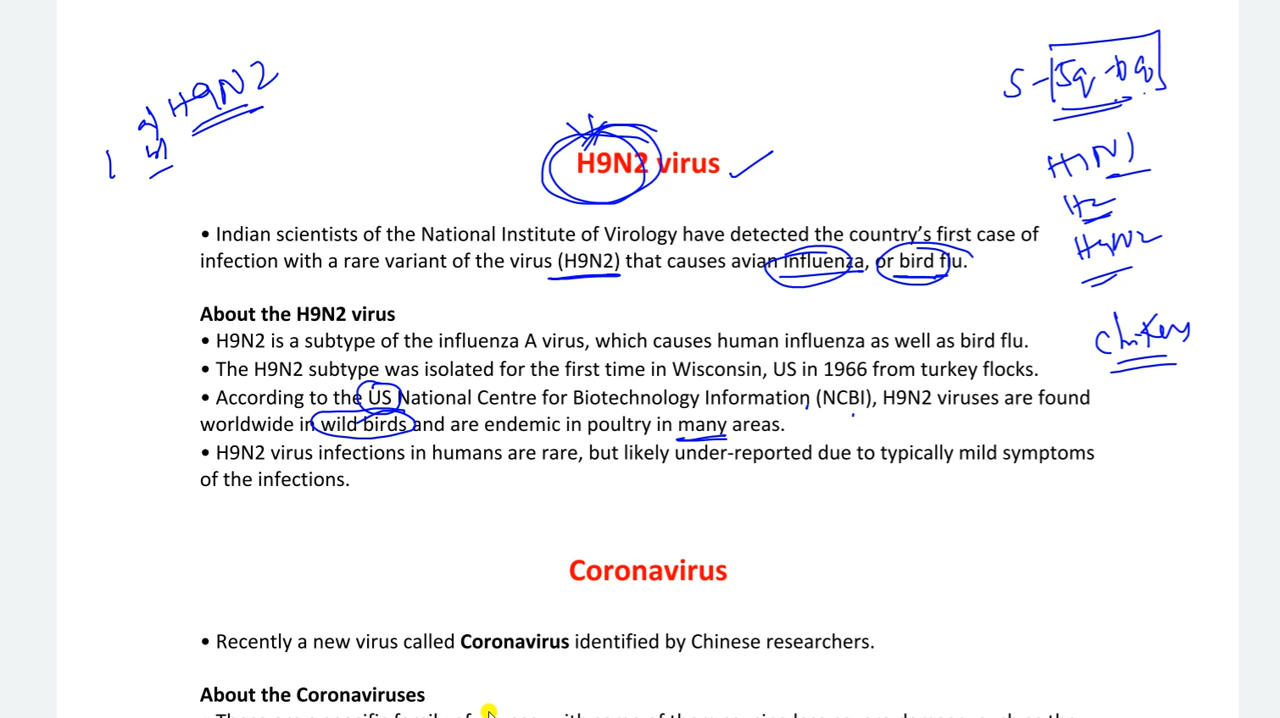 H9N2
S - 5q - 6q
H9N2 virus
H1N1
H2
H9N2
• Indian scientists of the National Institute of Virology have detected the country's first case of
infection with a rare variant of the virus (H9N2) that causes avian influenza, or bird flu.
About the H9N2 virus
chickens
• H9N2 is a subtype of the influenza A virus, which causes human influenza as well as bird flu.
• The H9N2 subtype was isolated for the first time in Wisconsin, US in 1966 from turkey flocks.
• According to the US National Centre for Biotechnology Information (NCBI), H9N2 viruses are found
worldwide in wild birds and are endemic in poultry in many areas.
• H9N2 virus infections in humans are rare, but likely under-reported due to typically mild symptoms
of the infections.
Coronavirus
• Recently a new virus called Coronavirus identified by Chinese researchers.
About the Coronaviruses